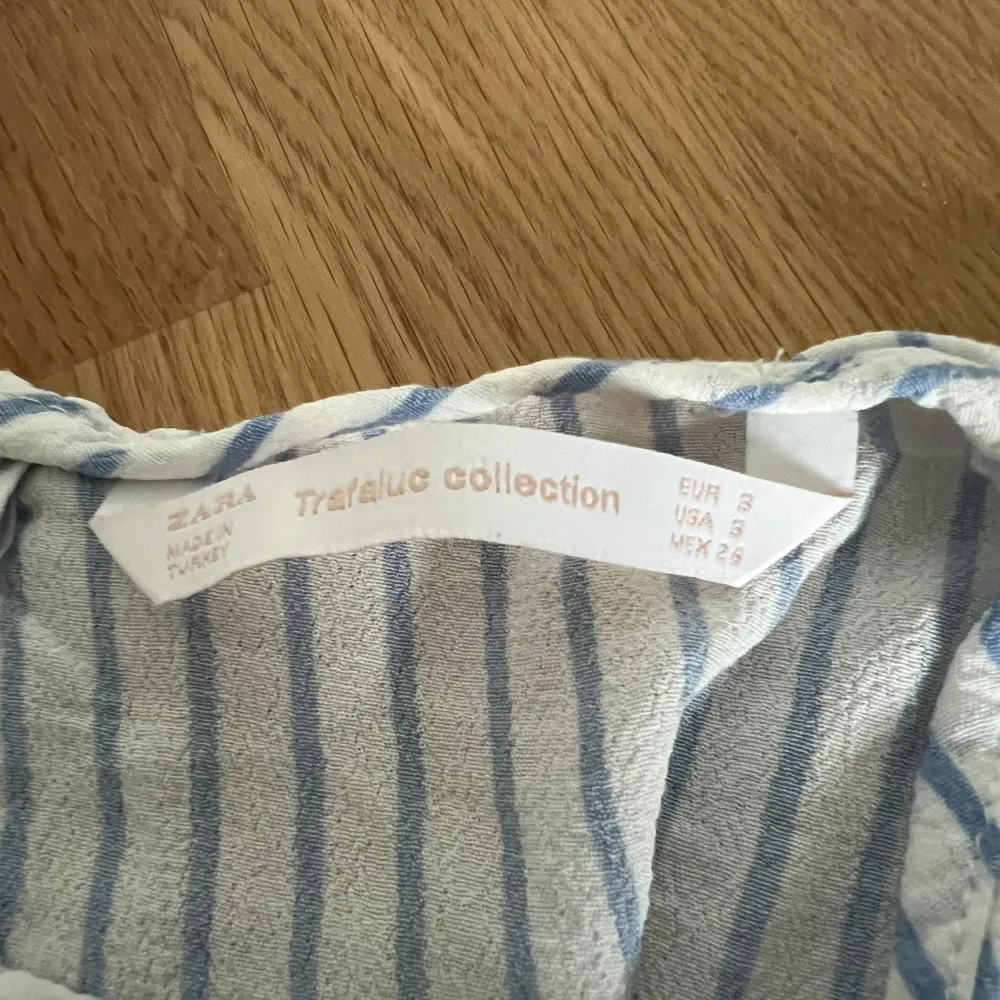 ZARA
MADE IN
TURKEY
Trafaluc collection
EUR S
USA S
MEX 26